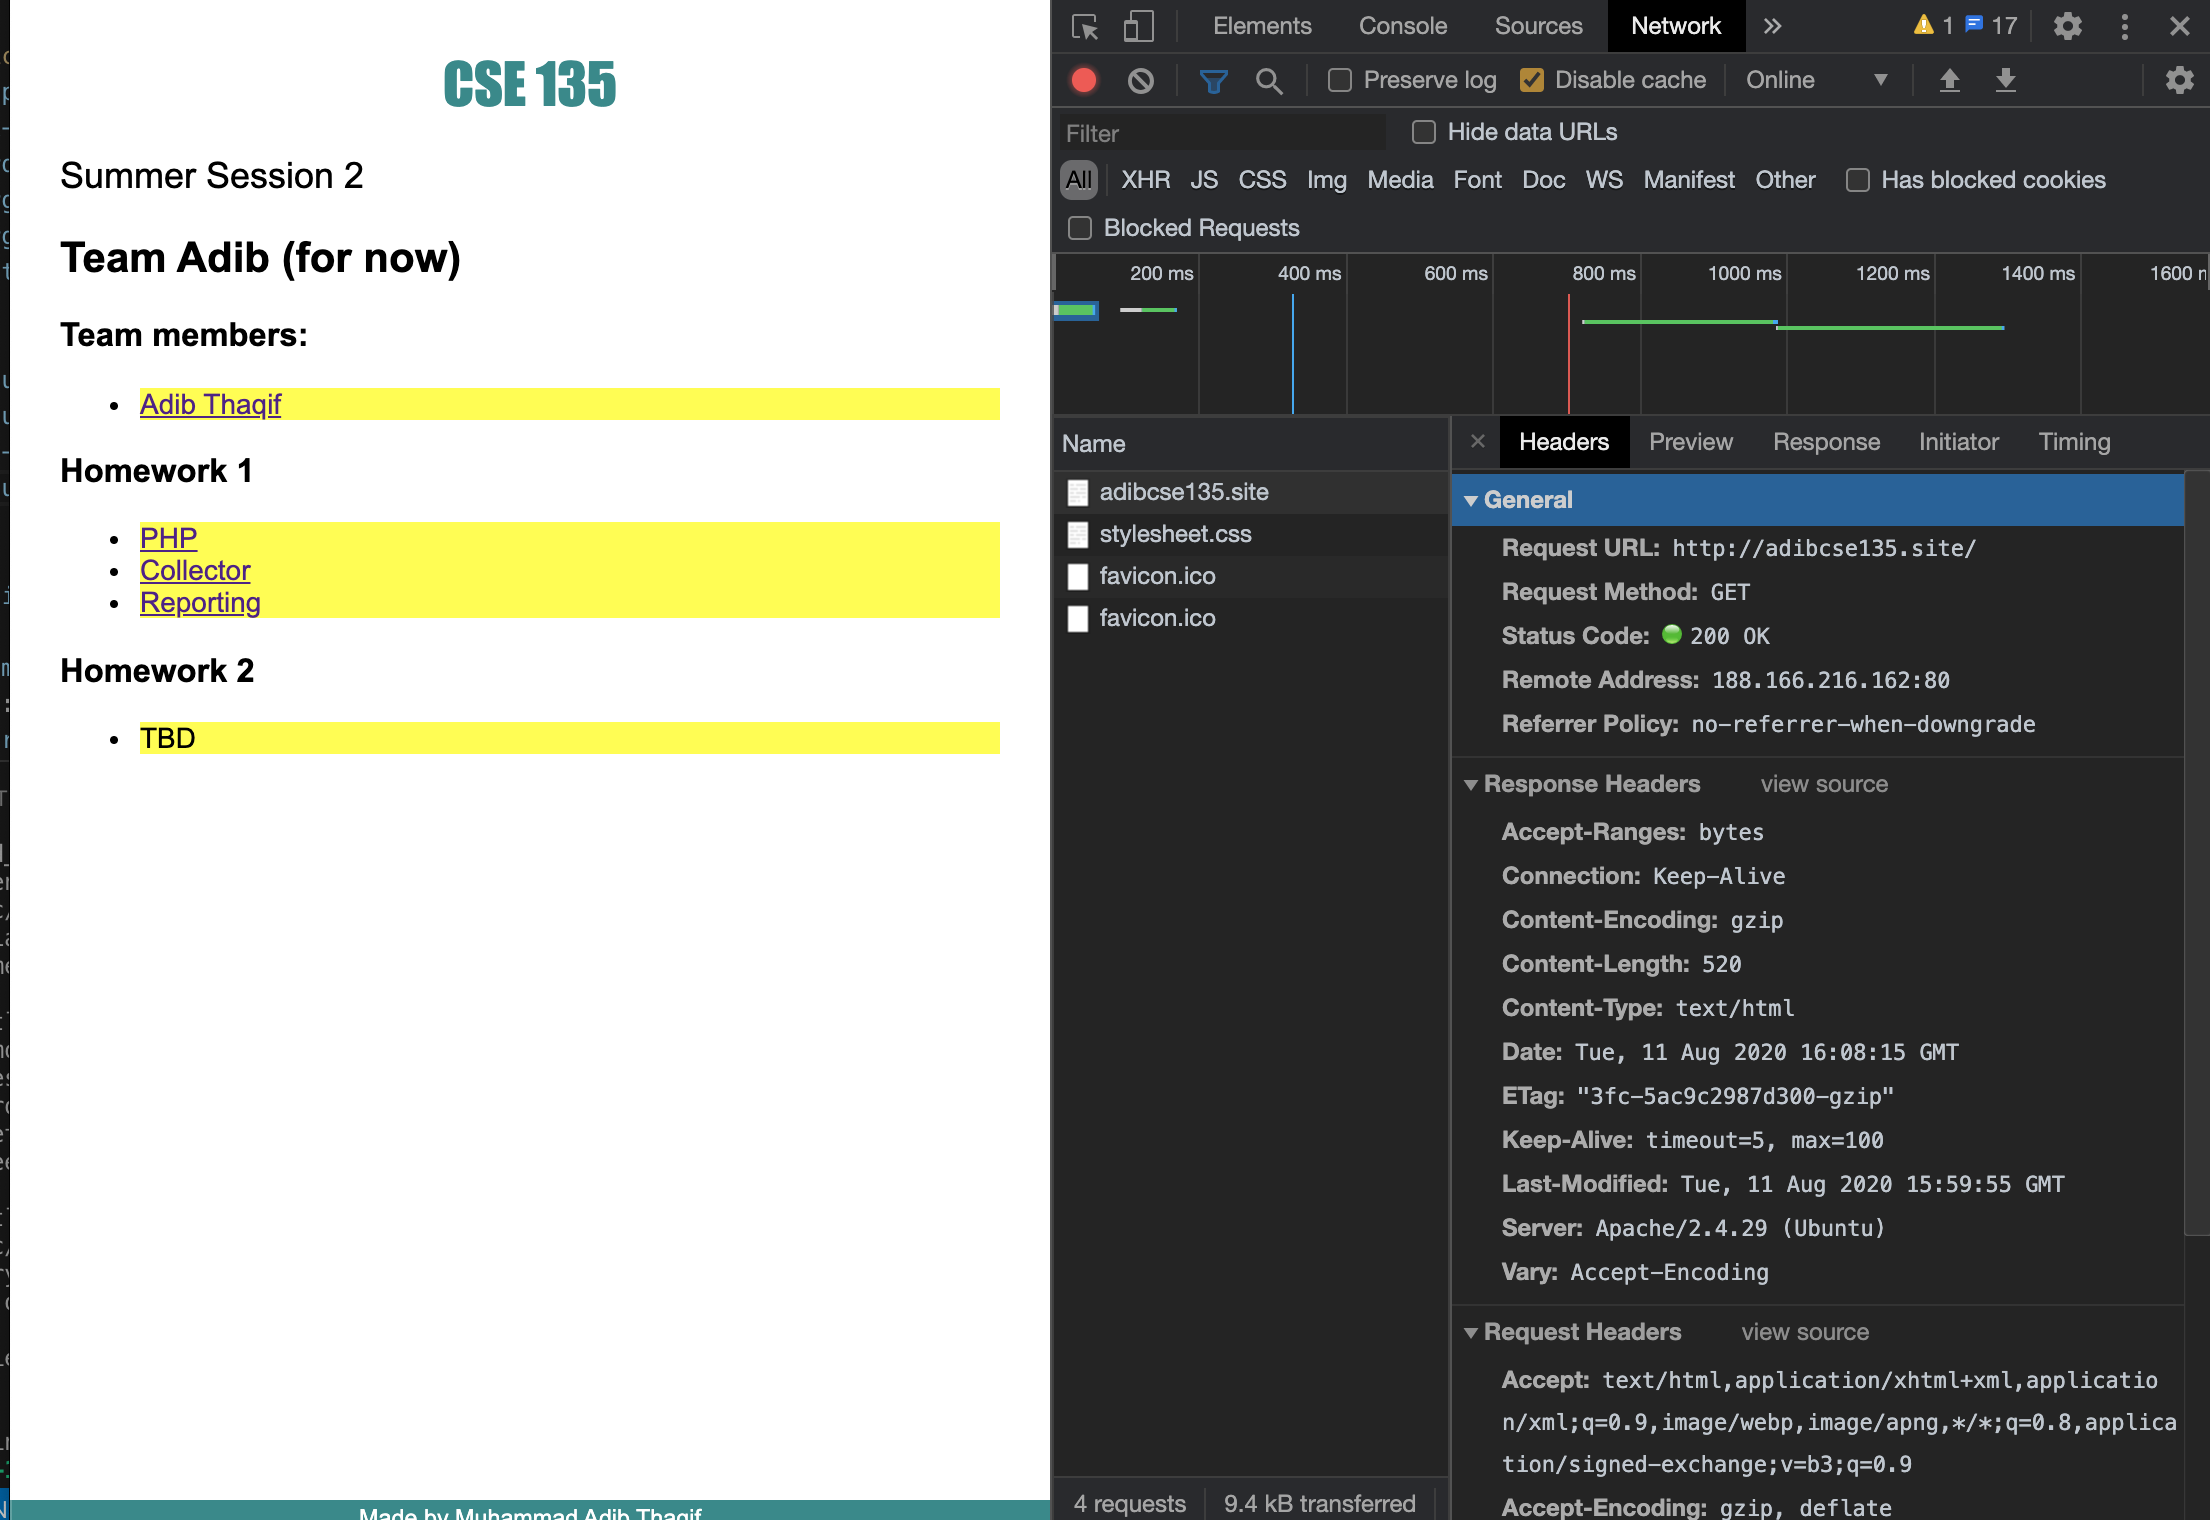 CSE 135
Summer Session 2
Team Adib (for now)
Team members:
Adib Thaqif
Homework 1
PHP
Collector
Reporting
Homework 2
TBD
Made by Muhammad Adib Thaqif
Elements Console Sources Network » 1 17
Preserve log Disable cache Online
Filter Hide data URLs
All XHR JS CSS Img Media Font Doc WS Manifest Other Has blocked cookies
Blocked Requests
200 ms 400 ms 600 ms 800 ms 1000 ms 1200 ms 1400 ms 1600
Name
adibcse135.site
stylesheet.css
favicon.ico
favicon.ico
4 requests 9.4 kB transferred
× Headers Preview Response Initiator Timing
General
Request URL: http://adibcse135.site/
Request Method: GET
Status Code: 200 OK
Remote Address: 188.166.216.162:80
Referrer Policy: no-referrer-when-downgrade
Response Headers view source
Accept-Ranges: bytes
Connection: Keep-Alive
Content-Encoding: gzip
Content-Length: 520
Content-Type: text/html
Date: Tue, 11 Aug 2020 16:08:15 GMT
ETag: "3fc-5ac9c2987d300-gzip"
Keep-Alive: timeout=5, max=100
Last-Modified: Tue, 11 Aug 2020 15:59:55 GMT
Server: Apache/2.4.29 (Ubuntu)
Vary: Accept-Encoding
Request Headers view source
Accept: text/html,application/xhtml+xml,applicatio
n/xml;q=0.9,image/webp,image/apng,*/*;q=0.8,applica
tion/signed-exchange;v=b3;q=0.9
Accept-Encoding: gzip, deflate